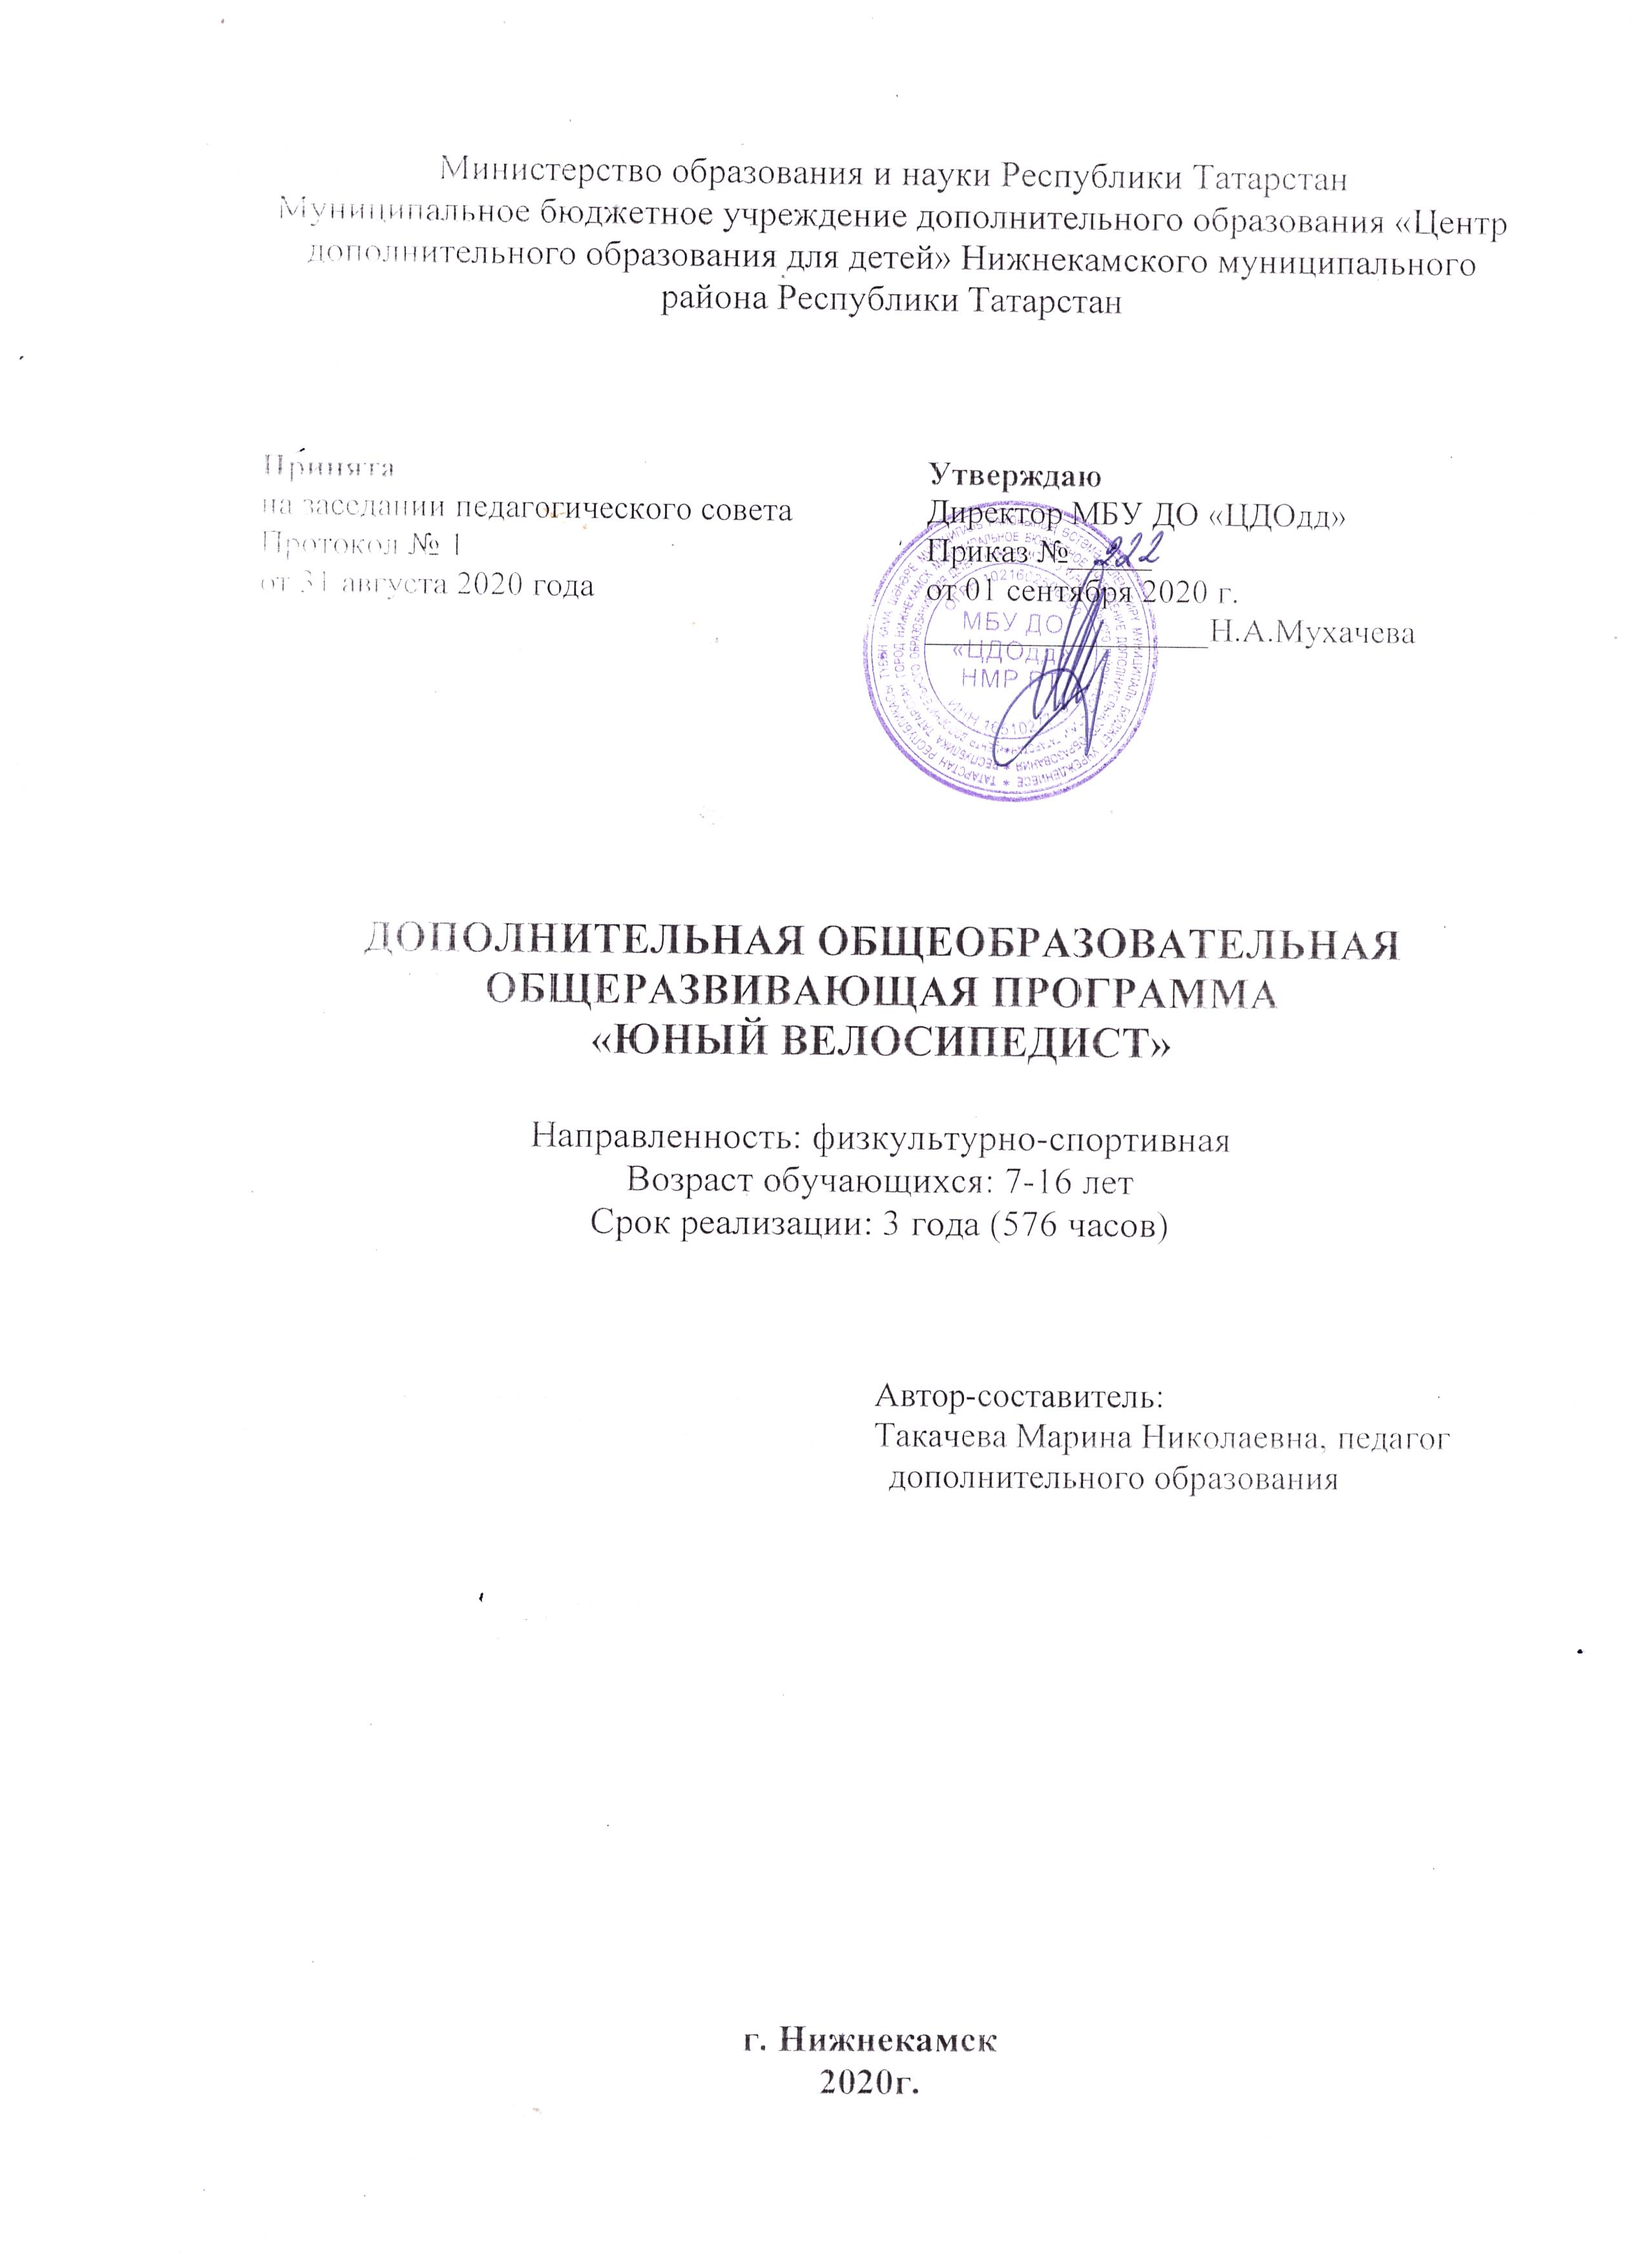 Министерство образования и науки Республики Татарстан
Муниципальное бюджетное учреждение дополнительного образования «Центр
дополнительного образования для детей» Нижнекамского муниципального
района Республики Татарстан
Принята
на заседании педагогического совета
Протокол № 1
от 31 августа 2020 года
Утверждаю
Директор МБУ ДО «ЦДОдд»
Приказ № 222
от 01 сентября 2020 г.
Н.А.Мухачева
МБУ ДО
«ЦДОдд»
НМР
ДОПОЛНИТЕЛЬНАЯ ОБЩЕОБРАЗОВАТЕЛЬНАЯ
ОБЩЕРАЗВИВАЮЩАЯ ПРОГРАММА
«ЮНЫЙ ВЕЛОСИПЕДИСТ»
Направленность: физкультурно-спортивная
Возраст обучающихся: 7-16 лет
Срок реализации: 3 года (576 часов)
Автор-составитель:
Такачева Марина Николаевна, педагог
дополнительного образования
г. Нижнекамск
2020г.